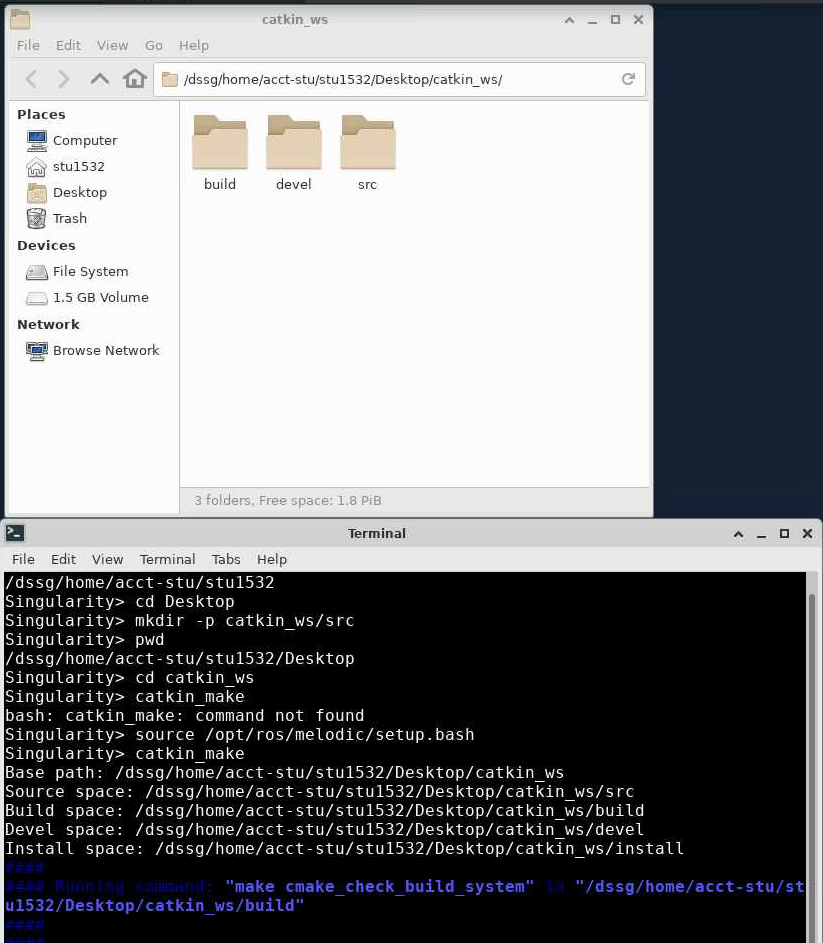 catkin_ws
File Edit View Go Help
/dssg/home/acct-stu/stu1532/Desktop/catkin_ws/
Places
Computer
stu1532
Desktop
Trash
Devices
File System
1.5 GB Volume
Network
Browse Network
build devel src
3 folders, Free space: 1.8 PiB
Terminal
File Edit View Terminal Tabs Help
/dssg/home/acct-stu/stu1532
Singularity> cd Desktop
Singularity> mkdir -p catkin_ws/src
Singularity> pwd
/dssg/home/acct-stu/stu1532/Desktop
Singularity> cd catkin_ws
Singularity> catkin_make
bash: catkin_make: command not found
Singularity> source /opt/ros/melodic/setup.bash
Singularity> catkin_make
Base path: /dssg/home/acct-stu/stu1532/Desktop/catkin_ws
Source space: /dssg/home/acct-stu/stu1532/Desktop/catkin_ws/src
Build space: /dssg/home/acct-stu/stu1532/Desktop/catkin_ws/build
Devel space: /dssg/home/acct-stu/stu1532/Desktop/catkin_ws/devel
Install space: /dssg/home/acct-stu/stu1532/Desktop/catkin_ws/install
####
#### Running command: "make cmake_check_build_system" in "/dssg/home/acct-stu/st
u1532/Desktop/catkin_ws/build"
####
####